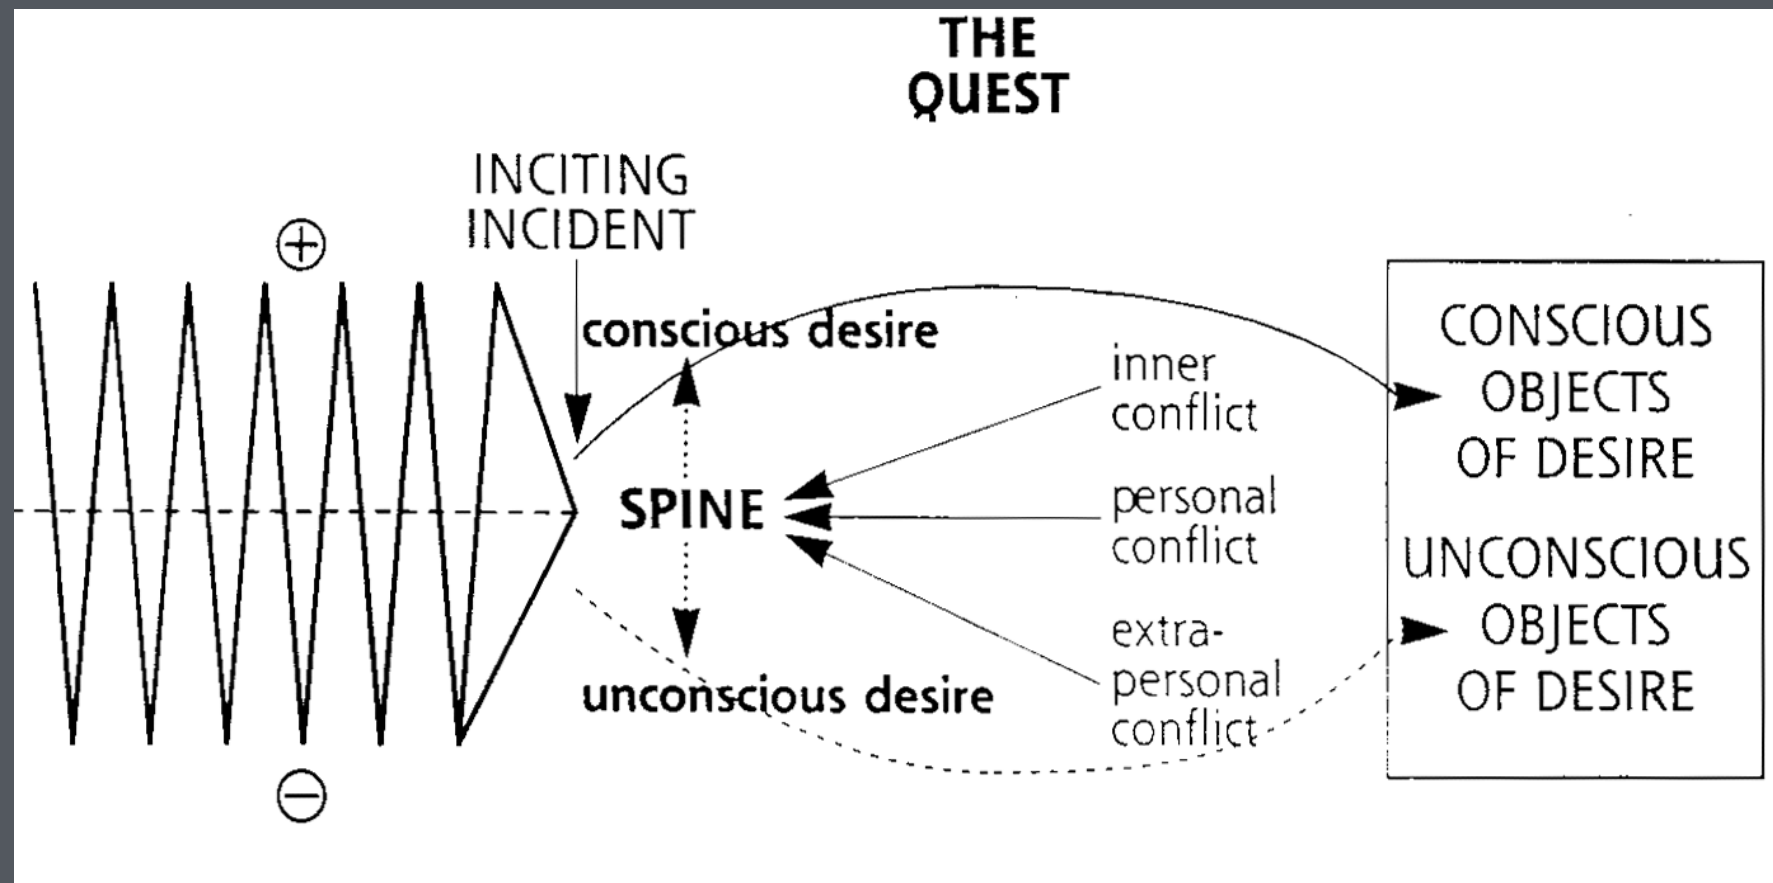 THE
QUEST
INCITING
INCIDENT
+
conscious desire
inner
conflict
SPINE
personal
conflict
extra-
personal
conflict
unconscious desire
−
CONSCIOUS
OBJECTS
OF DESIRE
UNCONSCIOUS
OBJECTS
OF DESIRE